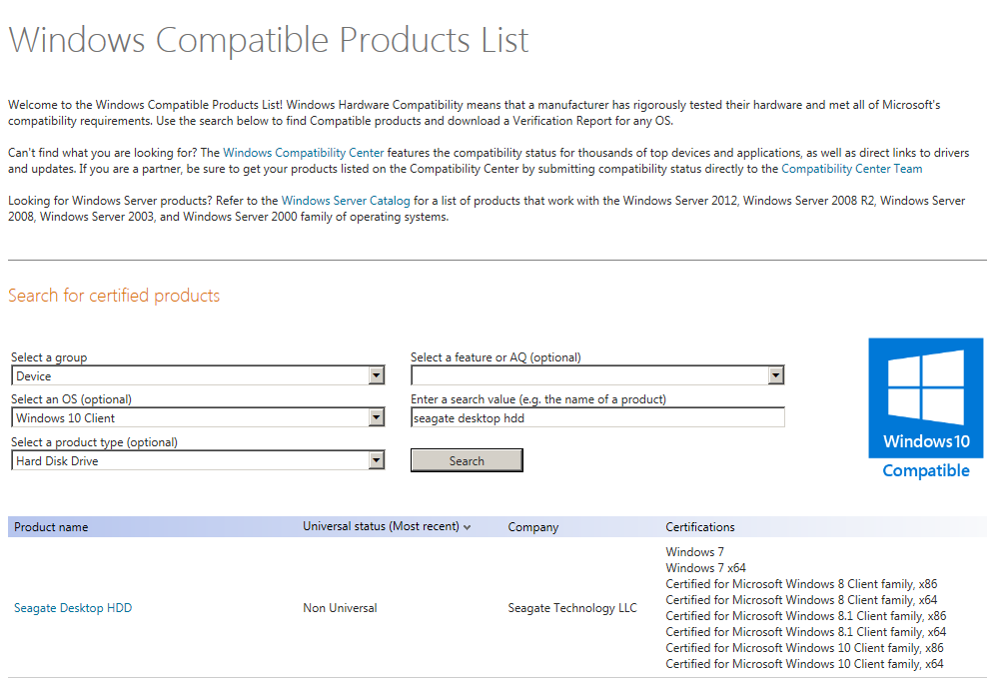 Windows Compatible Products List
Welcome to the Windows Compatible Products List! Windows Hardware Compatibility means that a manufacturer has rigorously tested their hardware and met all of Microsoft's
compatibility requirements. Use the search below to find Compatible products and download a Verification Report for any OS.
Can't find what you are looking for? The Windows Compatibility Center features the compatibility status for thousands of top devices and applications, as well as direct links to drivers
and updates. If you are a partner, be sure to get your products listed on the Compatibility Center by submitting compatibility status directly to the Compatibility Center Team
Looking for Windows Server products? Refer to the Windows Server Catalog for a list of products that work with the Windows Server 2012, Windows Server 2008 R2, Windows Server
2008, Windows Server 2003, and Windows Server 2000 family of operating systems.
Search for certified products
Select a group
Device
Select an OS (optional)
Windows 10 Client
Select a product type (optional)
Hard Disk Drive
Select a feature or AQ (optional)
Enter a search value (e.g. the name of a product)
seagate desktop hdd
Search
Windows10
Compatible
Product name Universal status (Most recent) Company Certifications
Windows 7
Windows 7 x64
Certified for Microsoft Windows 8 Client family, x86
Certified for Microsoft Windows 8 Client family, x64
Seagate Desktop HDD Non Universal Seagate Technology LLC
Certified for Microsoft Windows 8.1 Client family, x86
Certified for Microsoft Windows 8.1 Client family, x64
Certified for Microsoft Windows 10 Client family, x86
Certified for Microsoft Windows 10 Client family, x64